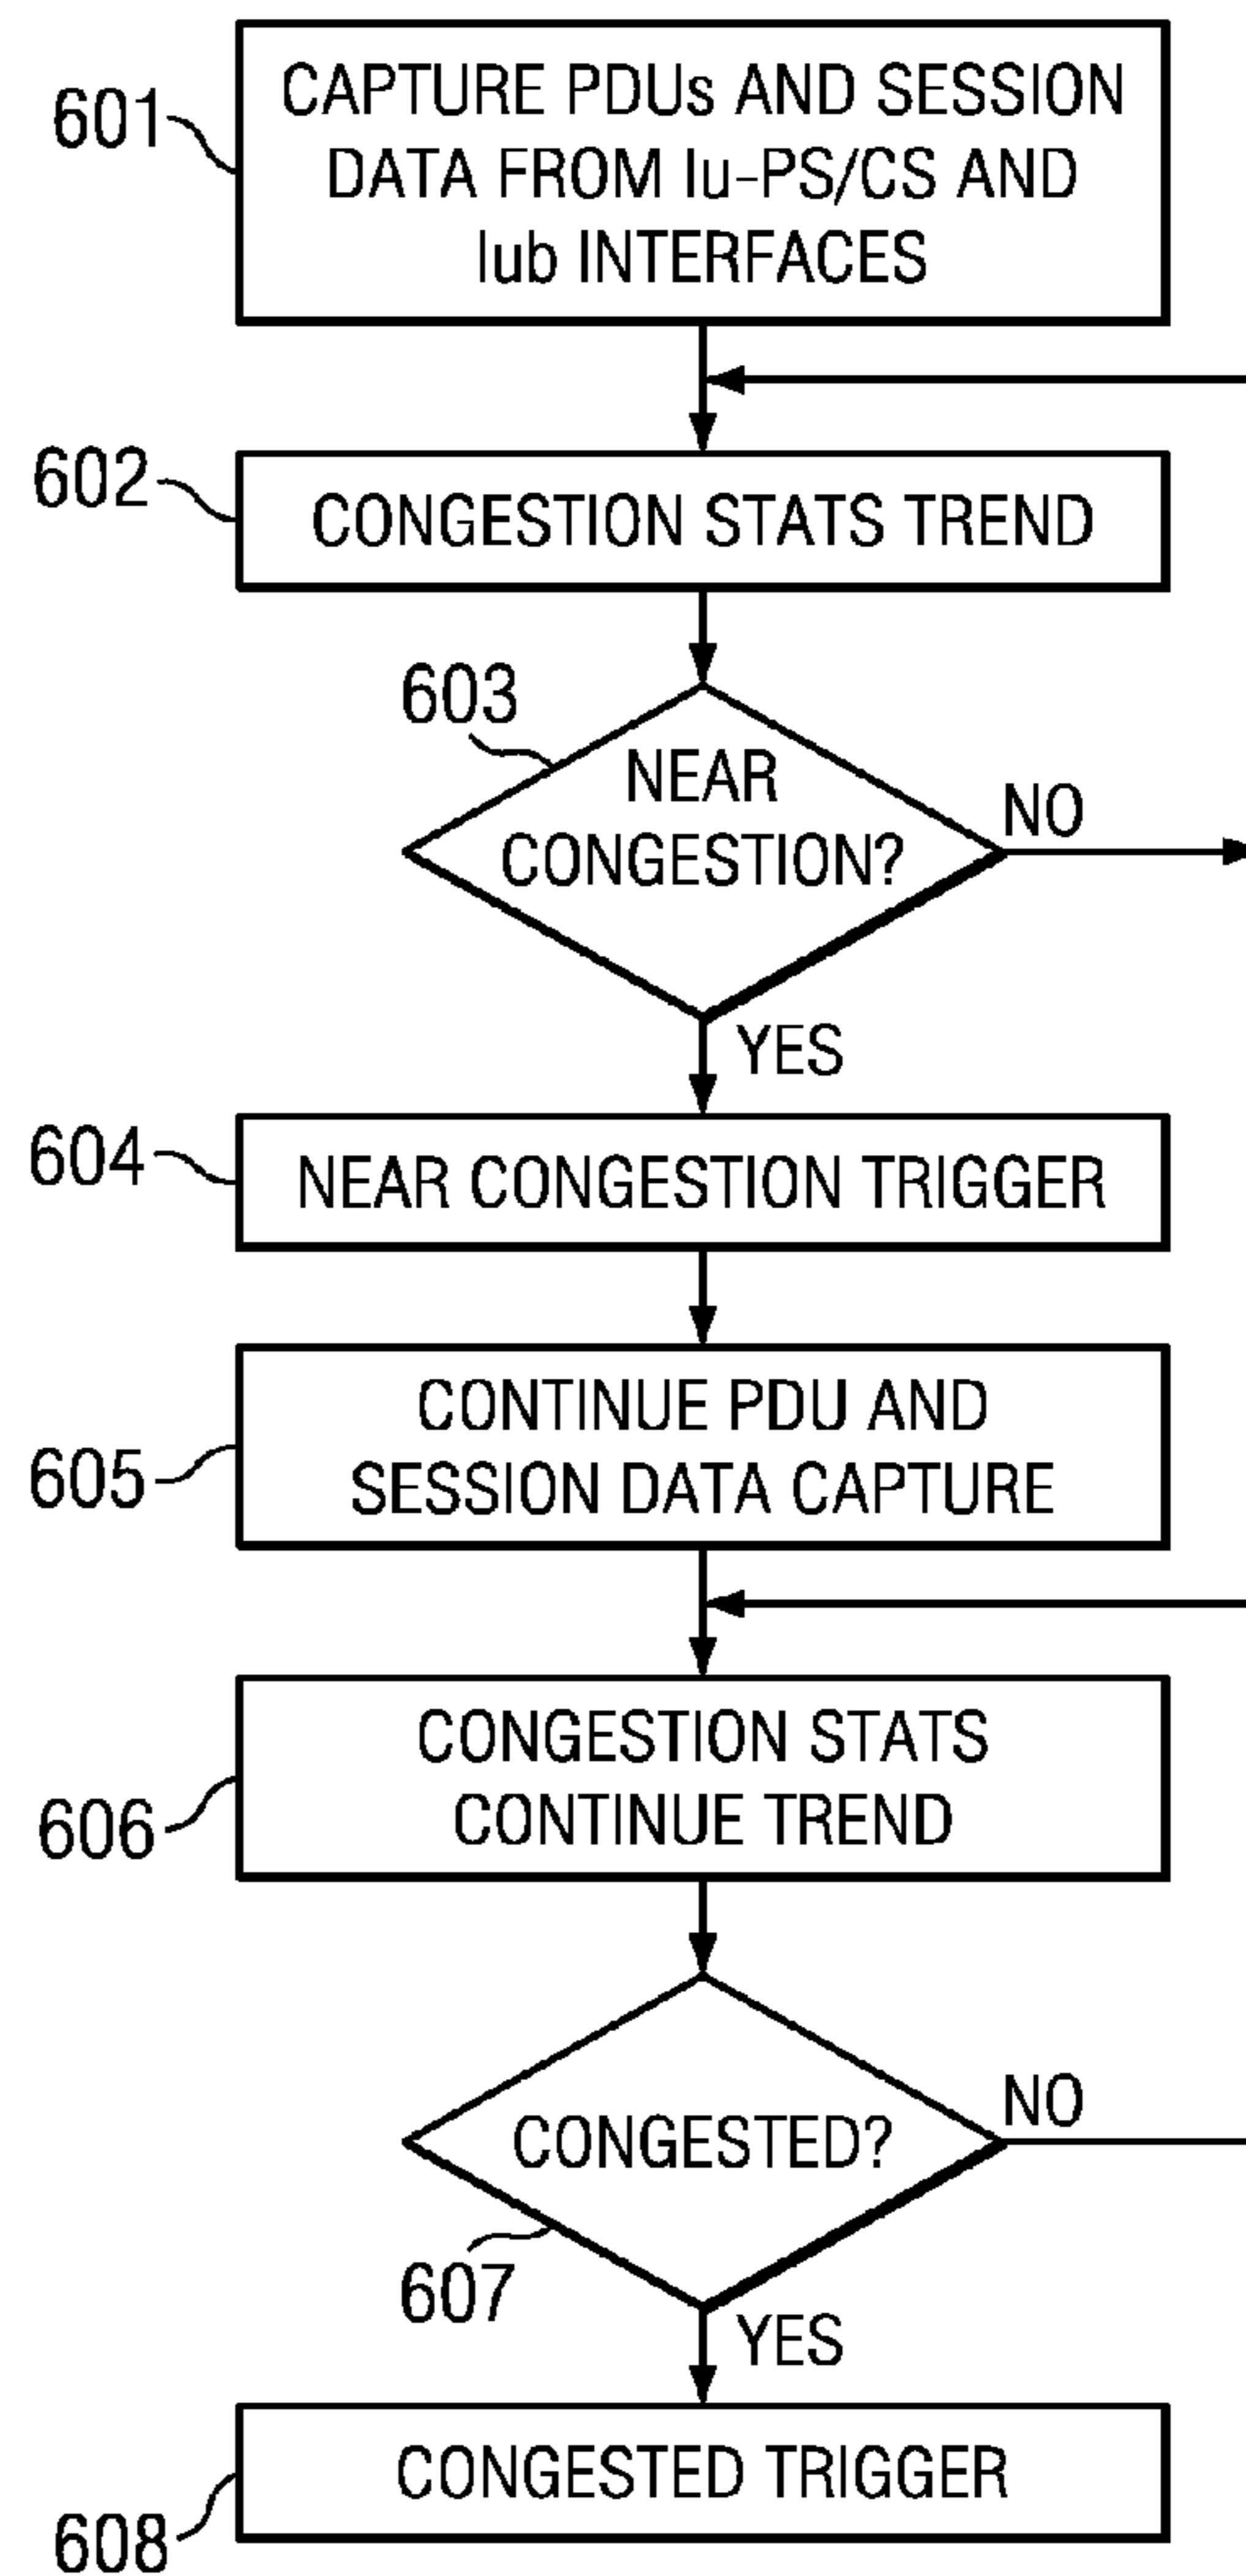 601
CAPTURE PDUs AND SESSION
DATA FROM Iu-PS/CS AND
Iub INTERFACES
602
CONGESTION STATS TREND
603
NEAR
CONGESTION?
NO
YES
604
NEAR CONGESTION TRIGGER
605
CONTINUE PDU AND
SESSION DATA CAPTURE
606
CONGESTION STATS
CONTINUE TREND
CONGESTED?
NO
607
YES
608
CONGESTED TRIGGER